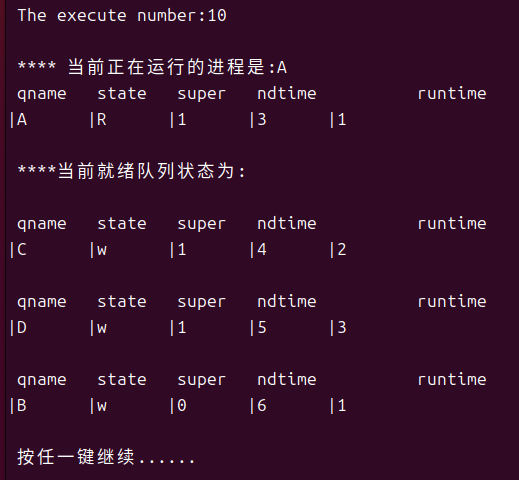 The execute number:10
**** 当前正在运行的进程是:A
qname state super ndtime runtime
|A |R |1 |3 |1
****当前就绪队列状态为:
qname state super ndtime runtime
|C |w |1 |4 |2
qname state super ndtime runtime
|D |w |1 |5 |3
qname state super ndtime runtime
|B |w |0 |6 |1
按任一键继续......